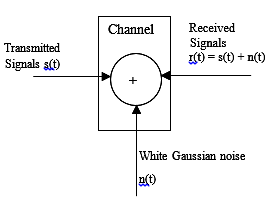 Channel
Transmitted
Signals s(t)
Received
Signals
r(t) = s(t) + n(t)
+
White Gaussian noise
n(t)